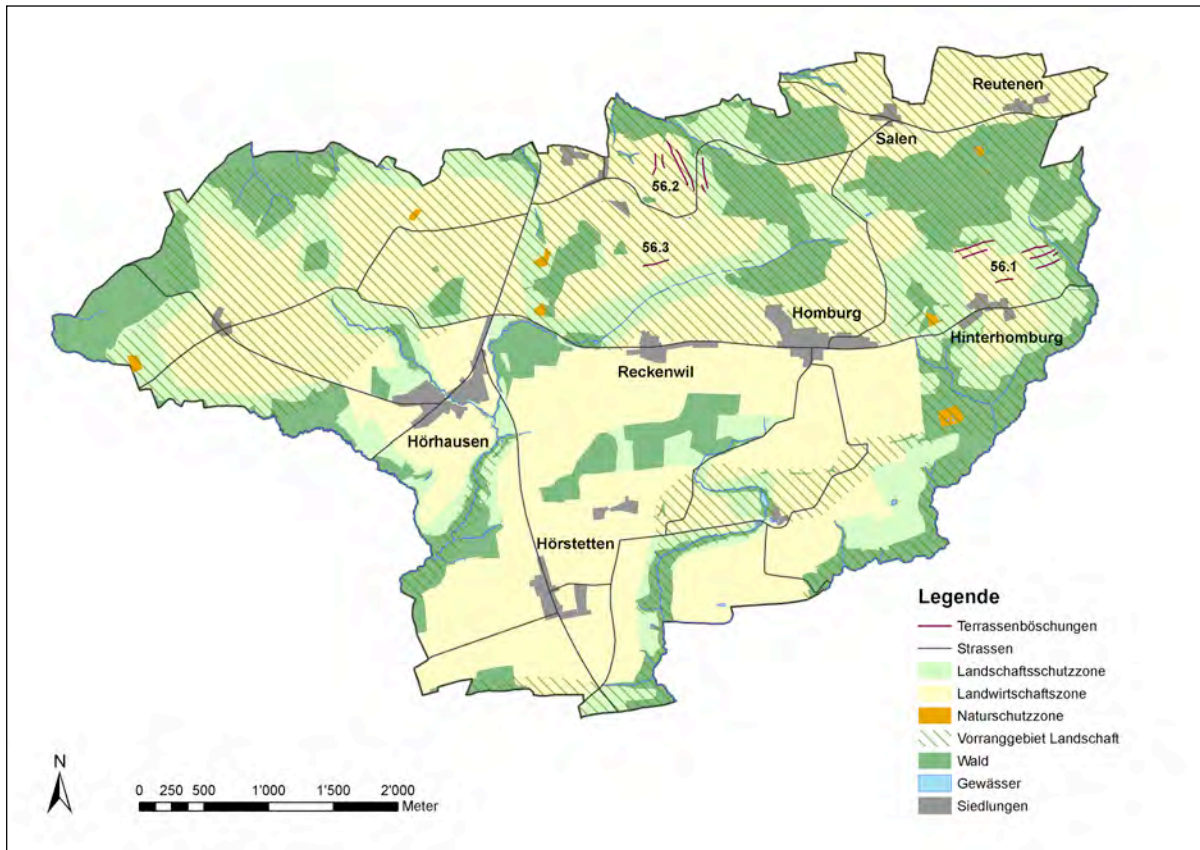 Reutenen
Salen
56.2
56.3
56.1
Homburg
Hinterhomburg
Reckenwil
Hörhausen
Hörstetten
Legende
Terrassenböschungen
Strassen
Landschaftsschutzzone
Landwirtschaftszone
Naturschutzzone
Vorranggebiet Landschaft
Wald
Gewässer
Siedlungen
N
0 250 500 1'000 1'500 2'000
Meter